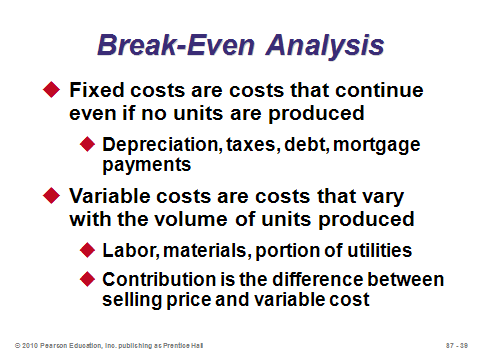 Break-Even Analysis
Fixed costs are costs that continue
even if no units are produced
Depreciation, taxes, debt, mortgage
payments
Variable costs are costs that vary
with the volume of units produced
Labor, materials, portion of utilities
Contribution is the difference between
selling price and variable cost
© 2010 Pearson Education, Inc. publishing as Prentice Hall
S7 - 39